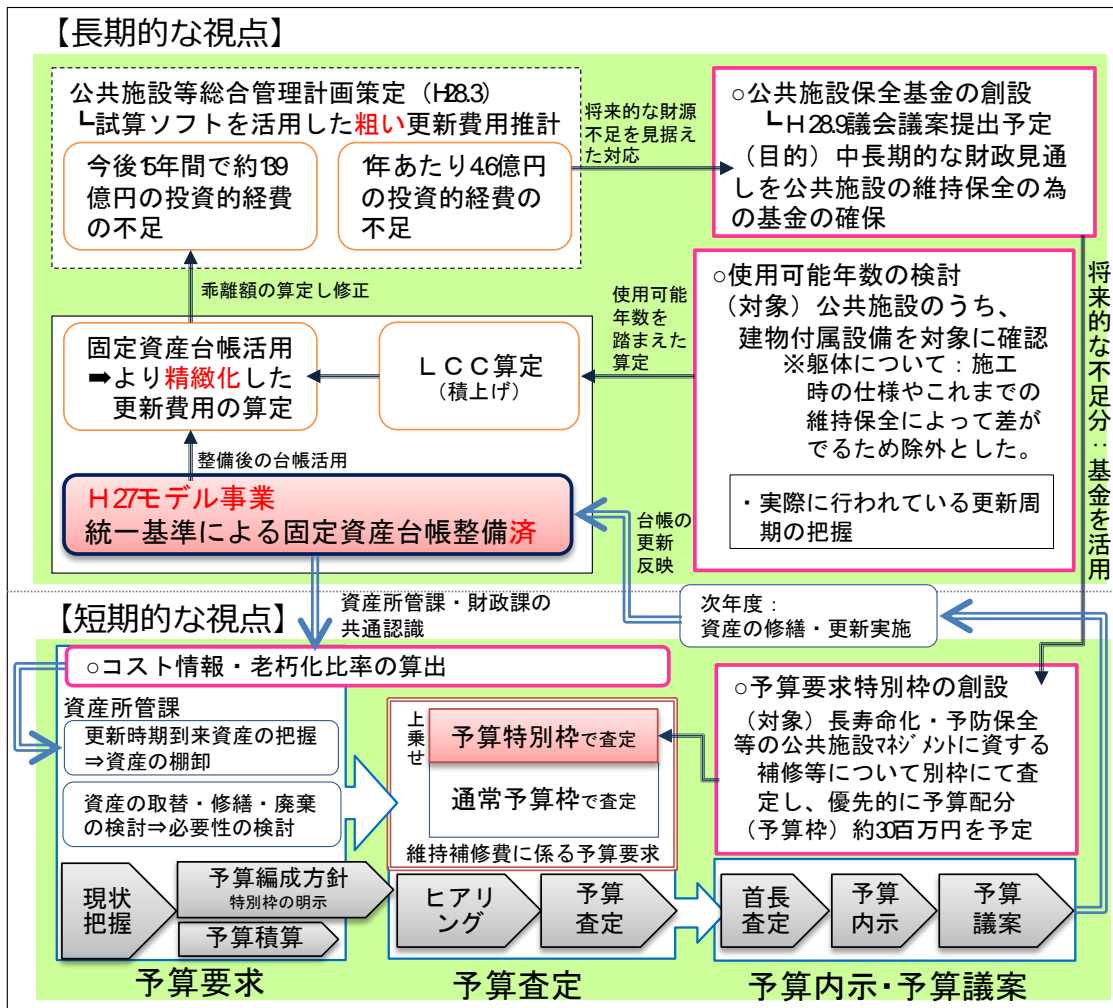 【長期的な視点】
公共施設等総合管理計画策定（H28.3）
┗試算ソフトを活用した粗い更新費用推計
今後15年間で約139
億円の投資的経費
の不足
1年あたり4.6億円
の投資的経費の
不足
将来的な財源
不足を見据え
た対応
○公共施設保全基金の創設
┗Ｈ28.9議会議案提出予定
（目的）中長期的な財政見通
しを公共施設の維持保全の為
の基金の確保
乖離額の算定し修正
使用可能
年数を
踏まえた
算定
○使用可能年数の検討
（対象）公共施設のうち、
建物付属設備を対象に確認
※躯体について：施工
時の仕様やこれまでの
維持保全によって差が
でるため除外とした。
・実際に行われている更新周
期の把握
将来的な不足分：基金を活用
固定資産台帳活用
➡より精緻化した
更新費用の算定
ＬＣＣ算定
（積上げ）
整備後の台帳活用
Ｈ27モデル事業
統一基準による固定資産台帳整備済
台帳の
更新
反映
【短期的な視点】
資産所管課・財政課の
共通認識
次年度：
資産の修繕・更新実施
○コスト情報・老朽化比率の算出
資産所管課
更新時期到来資産の把握
⇒資産の棚卸
資産の取替・修繕・廃棄
の検討⇒必要性の検討
上乗せ
予算特別枠で査定
通常予算枠で査定
維持補修費に係る予算要求
○予算要求特別枠の創設
（対象）長寿命化・予防保全
等の公共施設ﾏﾈｼﾞﾒﾝﾄに資する
補修等について別枠にて査
定し、優先的に予算配分
（予算枠）約30百万円を予定
現状
把握
予算編成方針
特別枠の明示
予算積算
ヒアリ
ング
予算
査定
首長
査定
予算
内示
予算
議案
予算要求
予算査定
予算内示・予算議案